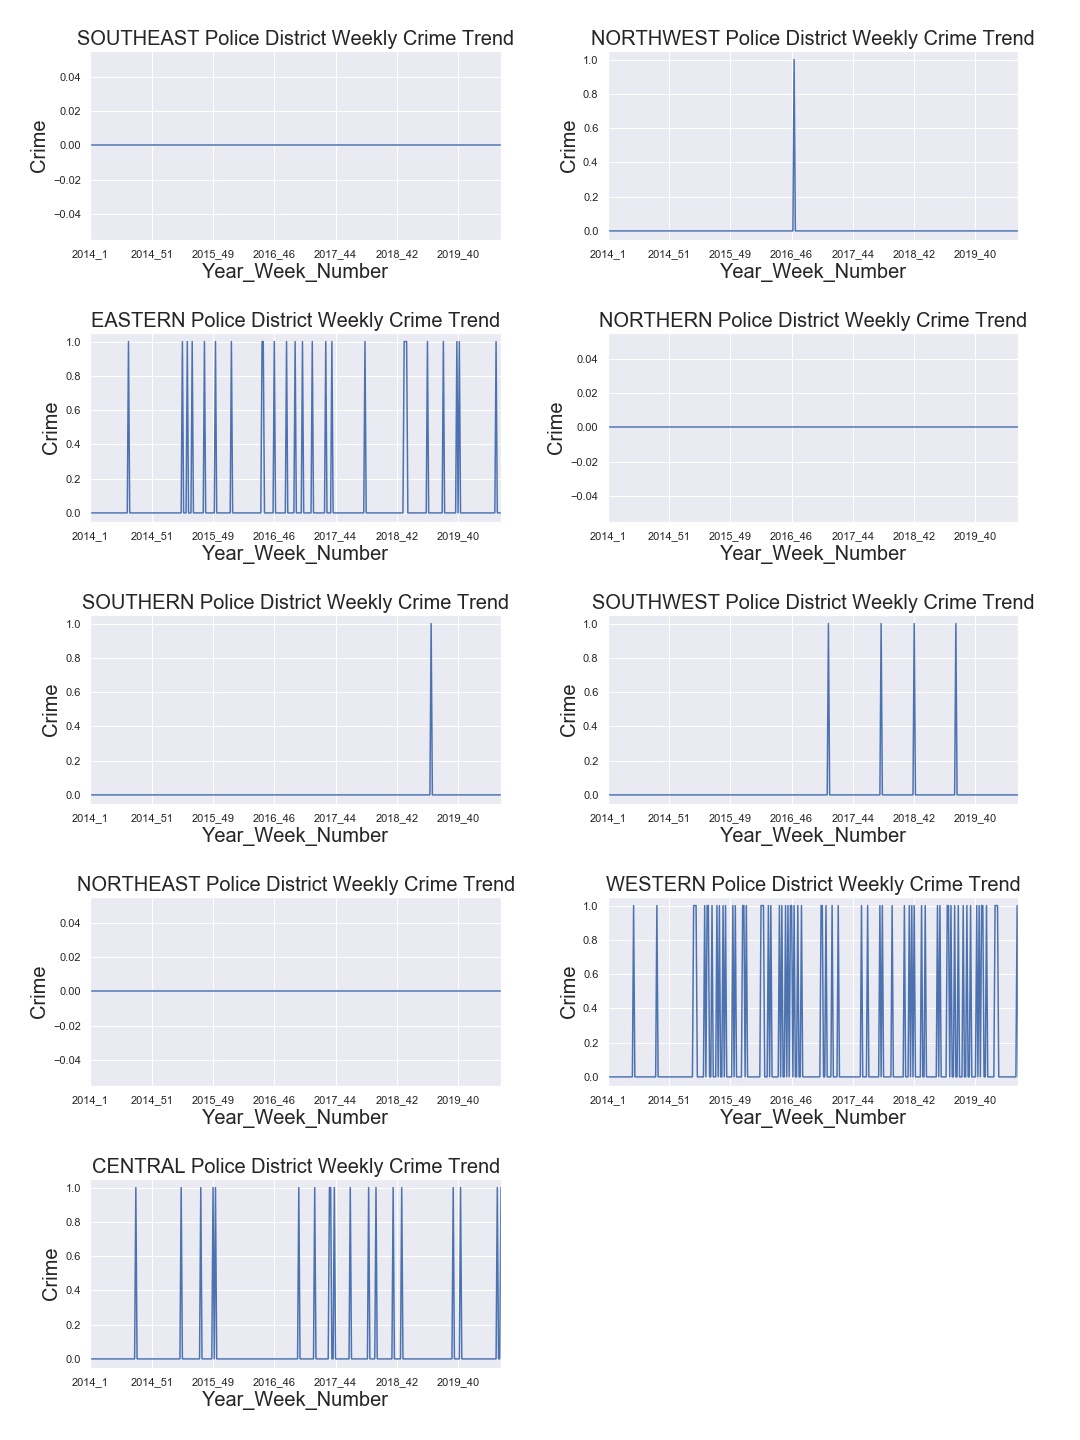 SOUTHEAST Police District Weekly Crime Trend
0.04
0.02
0.00
−0.02
−0.04
Crime
2014_1 2014_51 2015_49 2016_46 2017_44 2018_42 2019_40
Year_Week_Number
NORTHWEST Police District Weekly Crime Trend
1.0
0.8
0.6
0.4
0.2
0.0
Crime
2014_1 2014_51 2015_49 2016_46 2017_44 2018_42 2019_40
Year_Week_Number
EASTERN Police District Weekly Crime Trend
1.0
0.8
0.6
0.4
0.2
0.0
Crime
2014_1 2014_51 2015_49 2016_46 2017_44 2018_42 2019_40
Year_Week_Number
NORTHERN Police District Weekly Crime Trend
0.04
0.02
0.00
−0.02
−0.04
Crime
2014_1 2014_51 2015_49 2016_46 2017_44 2018_42 2019_40
Year_Week_Number
SOUTHERN Police District Weekly Crime Trend
1.0
0.8
0.6
0.4
0.2
0.0
Crime
2014_1 2014_51 2015_49 2016_46 2017_44 2018_42 2019_40
Year_Week_Number
SOUTHWEST Police District Weekly Crime Trend
1.0
0.8
0.6
0.4
0.2
0.0
Crime
2014_1 2014_51 2015_49 2016_46 2017_44 2018_42 2019_40
Year_Week_Number
NORTHEAST Police District Weekly Crime Trend
0.04
0.02
0.00
−0.02
−0.04
Crime
2014_1 2014_51 2015_49 2016_46 2017_44 2018_42 2019_40
Year_Week_Number
WESTERN Police District Weekly Crime Trend
1.0
0.8
0.6
0.4
0.2
0.0
Crime
2014_1 2014_51 2015_49 2016_46 2017_44 2018_42 2019_40
Year_Week_Number
CENTRAL Police District Weekly Crime Trend
1.0
0.8
0.6
0.4
0.2
0.0
Crime
2014_1 2014_51 2015_49 2016_46 2017_44 2018_42 2019_40
Year_Week_Number